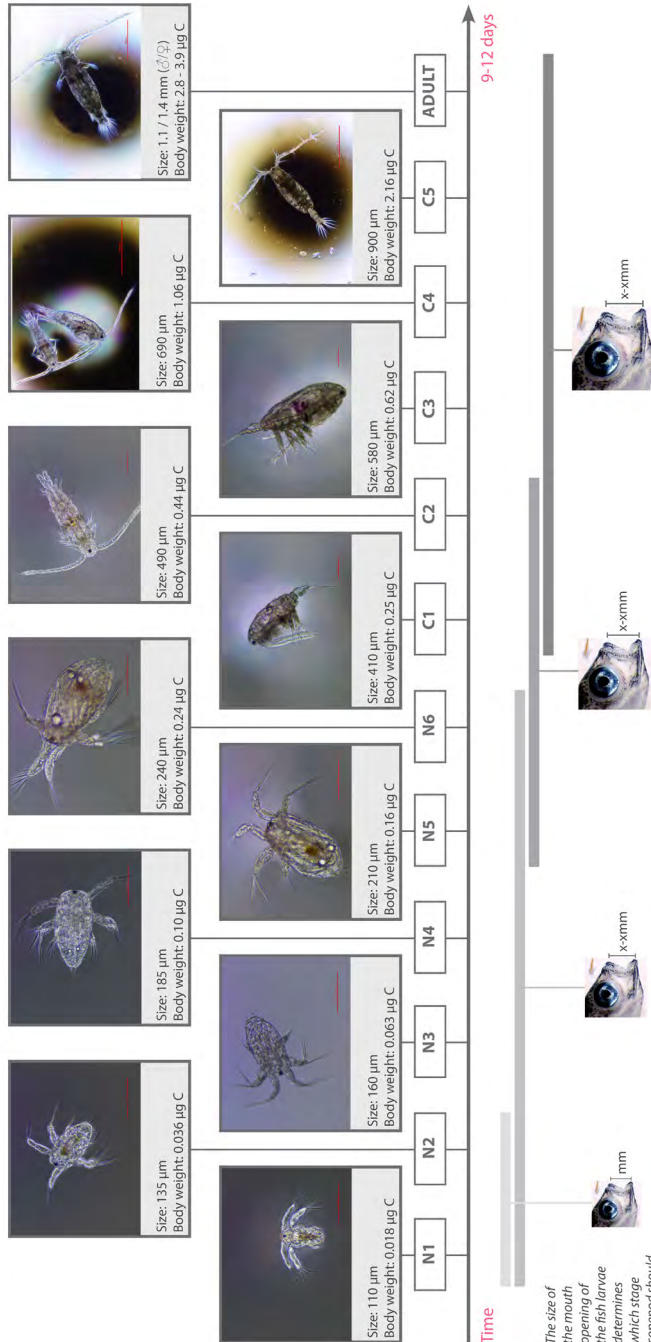 Size: 110 µm
Body weight: 0.018 µg C
Size: 135 µm
Body weight: 0.036 µg C
Size: 160 µm
Body weight: 0.063 µg C
Size: 185 µm
Body weight: 0.10 µg C
Size: 210 µm
Body weight: 0.16 µg C
Size: 240 µm
Body weight: 0.24 µg C
Size: 410 µm
Body weight: 0.25 µg C
Size: 490 µm
Body weight: 0.44 µg C
Size: 580 µm
Body weight: 0.62 µg C
Size: 690 µm
Body weight: 1.06 µg C
Size: 900 µm
Body weight: 2.16 µg C
Size: 1.1 / 1.4 mm (♂/♀)
Body weight: 2.8 - 3.9 µg C
N1
N2
N3
N4
N5
N6
C1
C2
C3
C4
C5
ADULT
Time
9-12 days
The size of
the mouth
opening of
the fish larvae
determines
which stage
mm
x-xmm
x-xmm
x-xmm